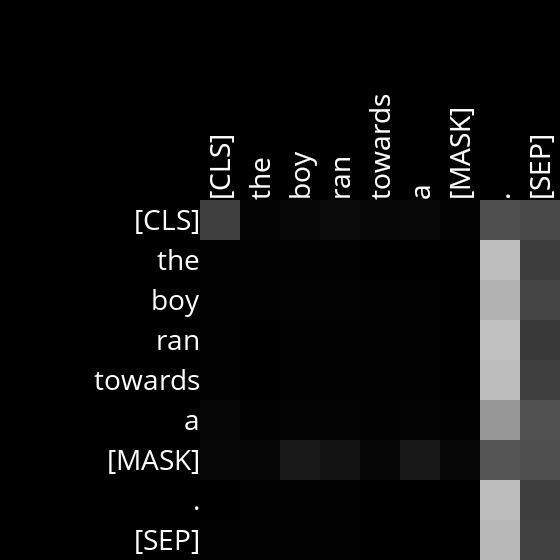 [CLS] the boy ran towards a [MASK] . [SEP]
[CLS]
the
boy
ran
towards
a
[MASK]
.
[SEP]